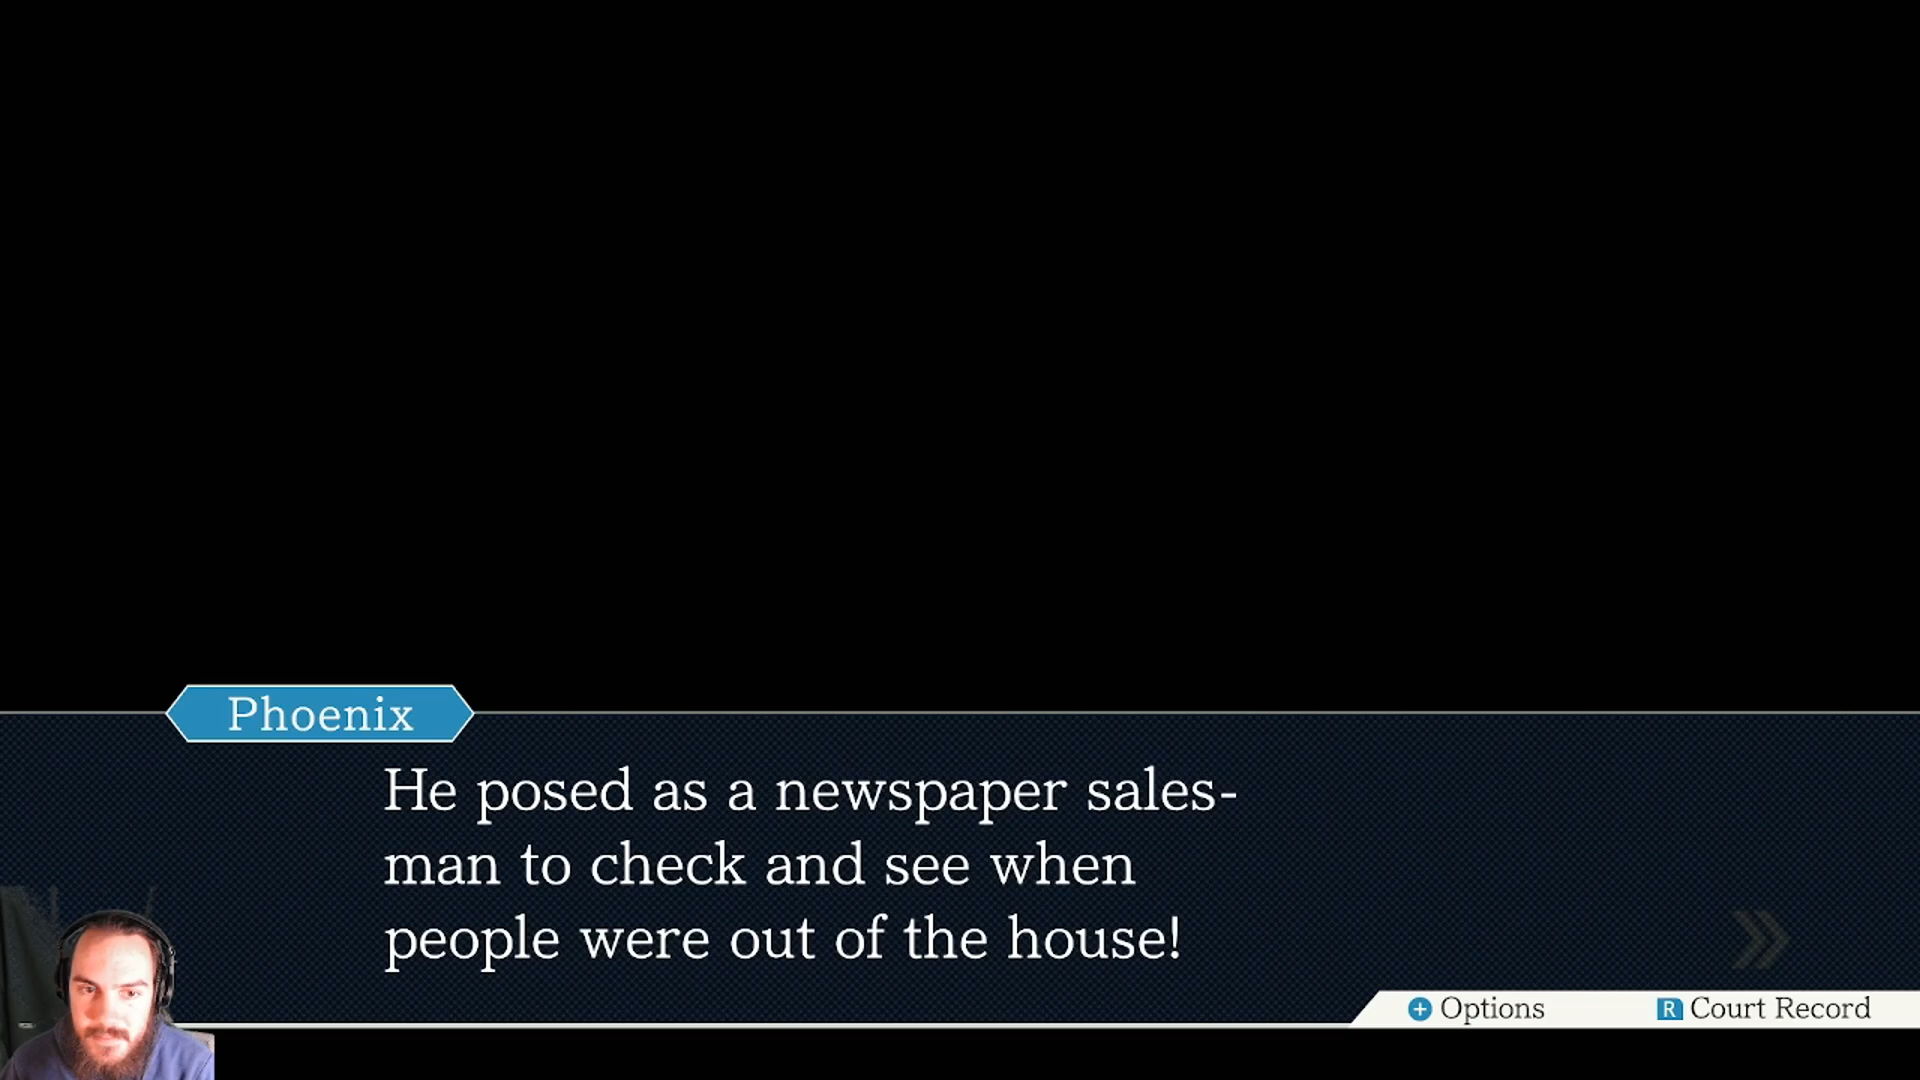 Phoenix
He posed as a newspaper sales-
man to check and see when
people were out of the house!
+ Options
R Court Record